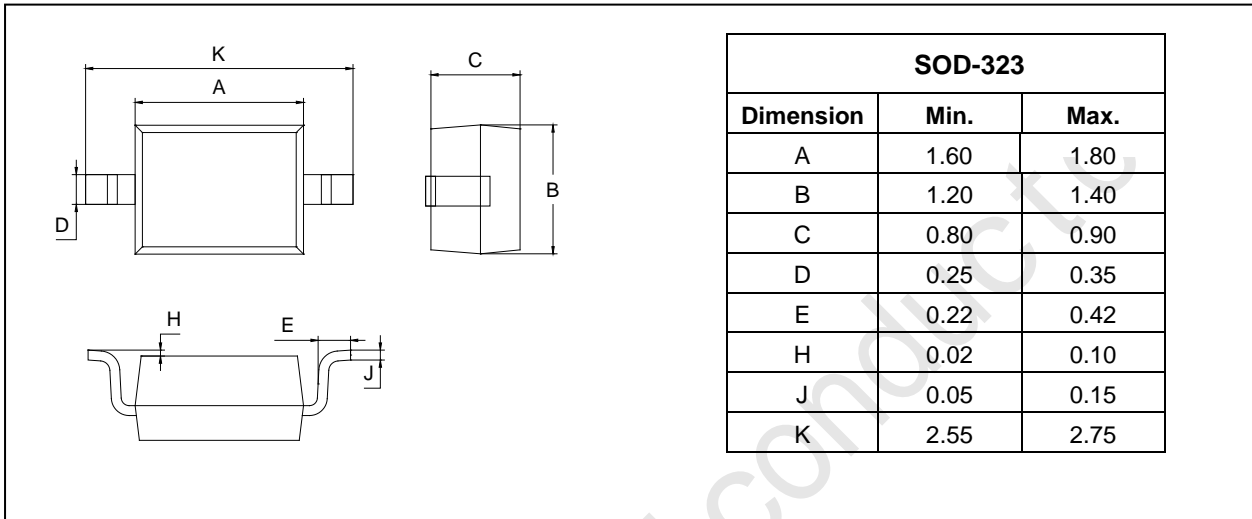 K
A
C
D
B
H
E
J
SOD-323
Dimension Min. Max.
A 1.60 1.80
B 1.20 1.40
C 0.80 0.90
D 0.25 0.35
E 0.22 0.42
H 0.02 0.10
J 0.05 0.15
K 2.55 2.75